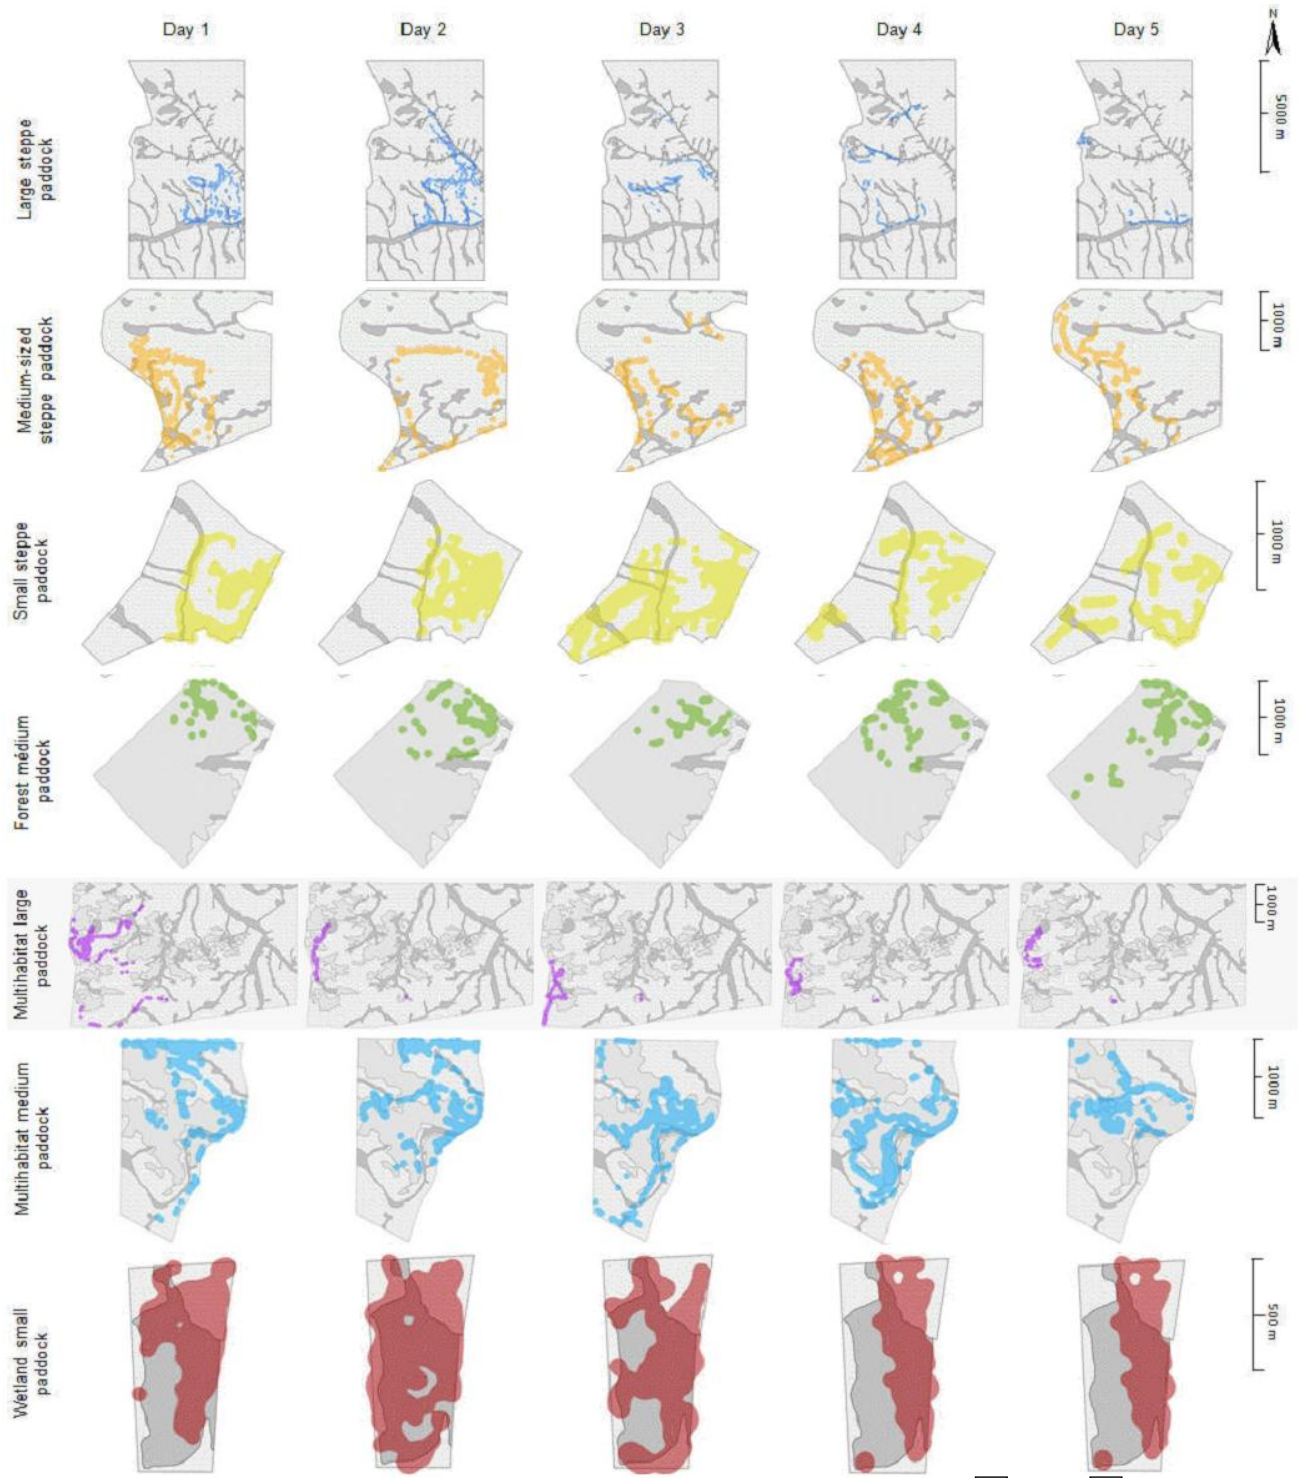 N
Day 1 Day 2 Day 3 Day 4 Day 5
Large steppe
paddock
5000 m
Medium-sized
steppe paddock
1000 m
Small steppe
paddock
1000 m
Forest médium
paddock
1000 m
Multihabitat large
paddock
1000 m
Multihabitat medium
paddock
1000 m
Wetland small
paddock
500 m